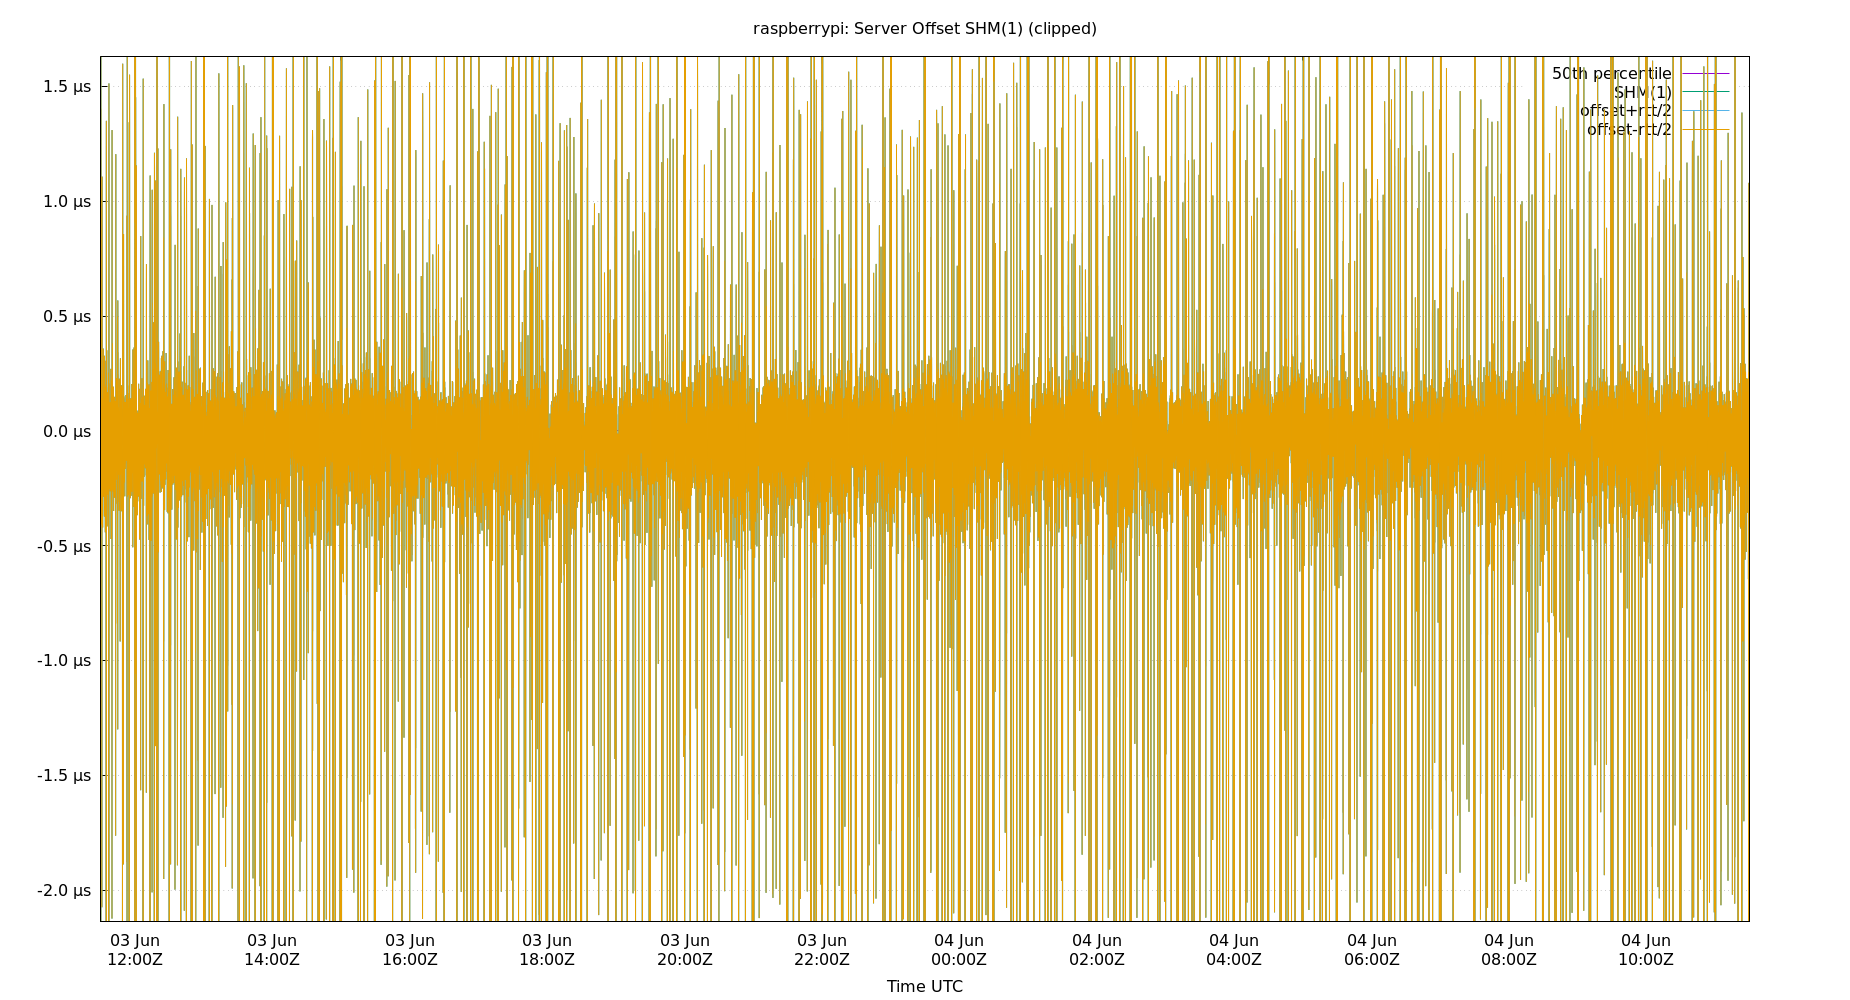 raspberrypi: Server Offset SHM(1) (clipped)
50th percentile
SHM(1)
offset+rtt/2
offset-rtt/2
1.5 µs
1.0 µs
0.5 µs
0.0 µs
-0.5 µs
-1.0 µs
-1.5 µs
-2.0 µs
03 Jun 03 Jun 03 Jun 03 Jun 03 Jun 03 Jun 04 Jun 04 Jun 04 Jun 04 Jun 04 Jun 04 Jun
12:00Z 14:00Z 16:00Z 18:00Z 20:00Z 22:00Z 00:00Z 02:00Z 04:00Z 06:00Z 08:00Z 10:00Z
Time UTC